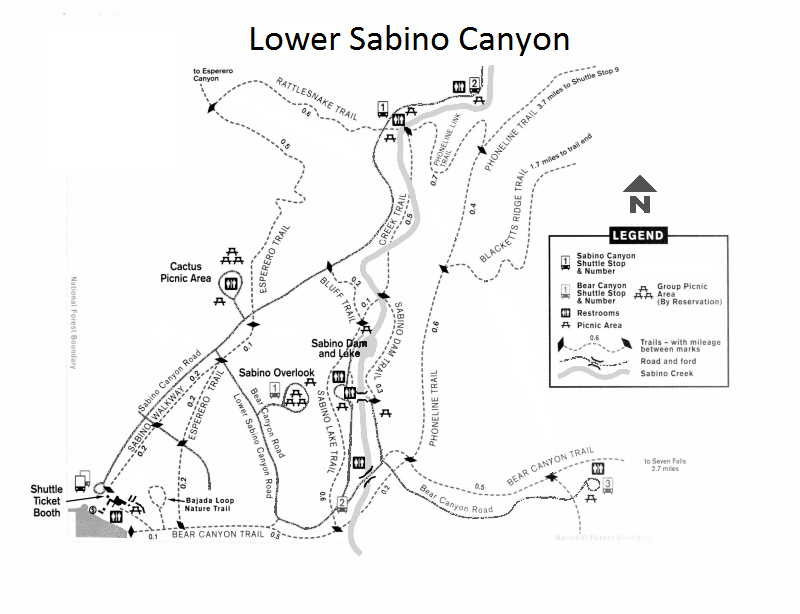 Lower Sabino Canyon
to Esperero
Canyon
RATTLESNAKE TRAIL
0.6
0.5
1
2
PHONELINE LINK
TRAIL
0.7
PHONELINE TRAIL
3.7 miles to Shuttle Stop 9
1.7 miles to trail end
BLACKETTS RIDGE TRAIL
0.4
CREEK TRAIL
0.5
N
LEGEND
1
Sabino Canyon
Shuttle Stop
& Number
1
Bear Canyon
Shuttle Stop
& Number
Group Picnic
Area
(By Reservation)
Restrooms
Picnic Area
0.6
Trails – with mileage
between marks
Road and ford
Sabino Creek
National Forest Boundary
Cactus
Picnic Area
ESPERERO TRAIL
BLUFF TRAIL
0.2
0.1
SABINO DAM TRAIL
0.3
0.6
PHONELINE TRAIL
Sabino Dam
and Lake
0.1
Sabino Canyon Road
SABINO WALKWAY
0.2
0.2
ESPERERO TRAIL
0.2
Sabino Overlook
1
Bear Canyon Road
Lower Sabino Canyon Road
SABINO LAKE TRAIL
0.6
2
0.2
Shuttle
Ticket
Booth
$
Bajada Loop
Nature Trail
0.1
BEAR CANYON TRAIL
0.5
0.5
BEAR CANYON TRAIL
to Seven Falls
2.7 miles
Bear Canyon Road
3
National Forest Boundary